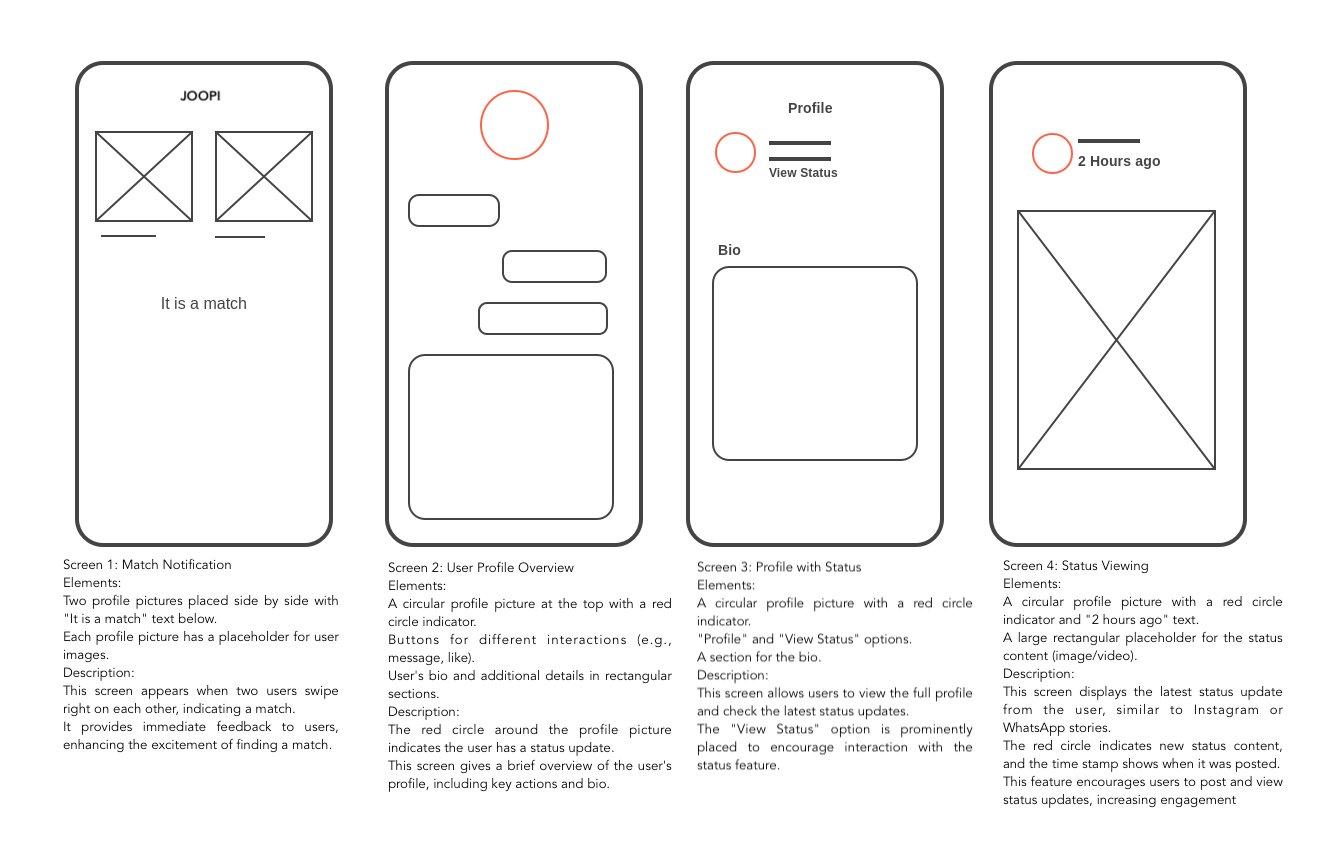 JOOPI
It is a match
Profile
View Status
Bio
2 Hours ago
Screen 1: Match Notification
Elements:
Two profile pictures placed side by side with
"It is a match" text below.
Each profile picture has a placeholder for user
images.
Description:
This screen appears when two users swipe
right on each other, indicating a match.
It provides immediate feedback to users,
enhancing the excitement of finding a match.
Screen 2: User Profile Overview
Elements:
A circular profile picture at the top with a red
circle indicator.
Buttons for different interactions (e.g.,
message, like).
User's bio and additional details in rectangular
sections.
Description:
The red circle around the profile picture
indicates the user has a status update.
This screen gives a brief overview of the user's
profile, including key actions and bio.
Screen 3: Profile with Status
Elements:
A circular profile picture with a red circle
indicator.
"Profile" and "View Status" options.
A section for the bio.
Description:
This screen allows users to view the full profile
and check the latest status updates.
The "View Status" option is prominently
placed to encourage interaction with the
status feature.
Screen 4: Status Viewing
Elements:
A circular profile picture with a red circle
indicator and "2 hours ago" text.
A large rectangular placeholder for the status
content (image/video).
Description:
This screen displays the latest status update
from the user, similar to Instagram or
WhatsApp stories.
The red circle indicates new status content,
and the time stamp shows when it was posted.
This feature encourages users to post and view
status updates, increasing engagement